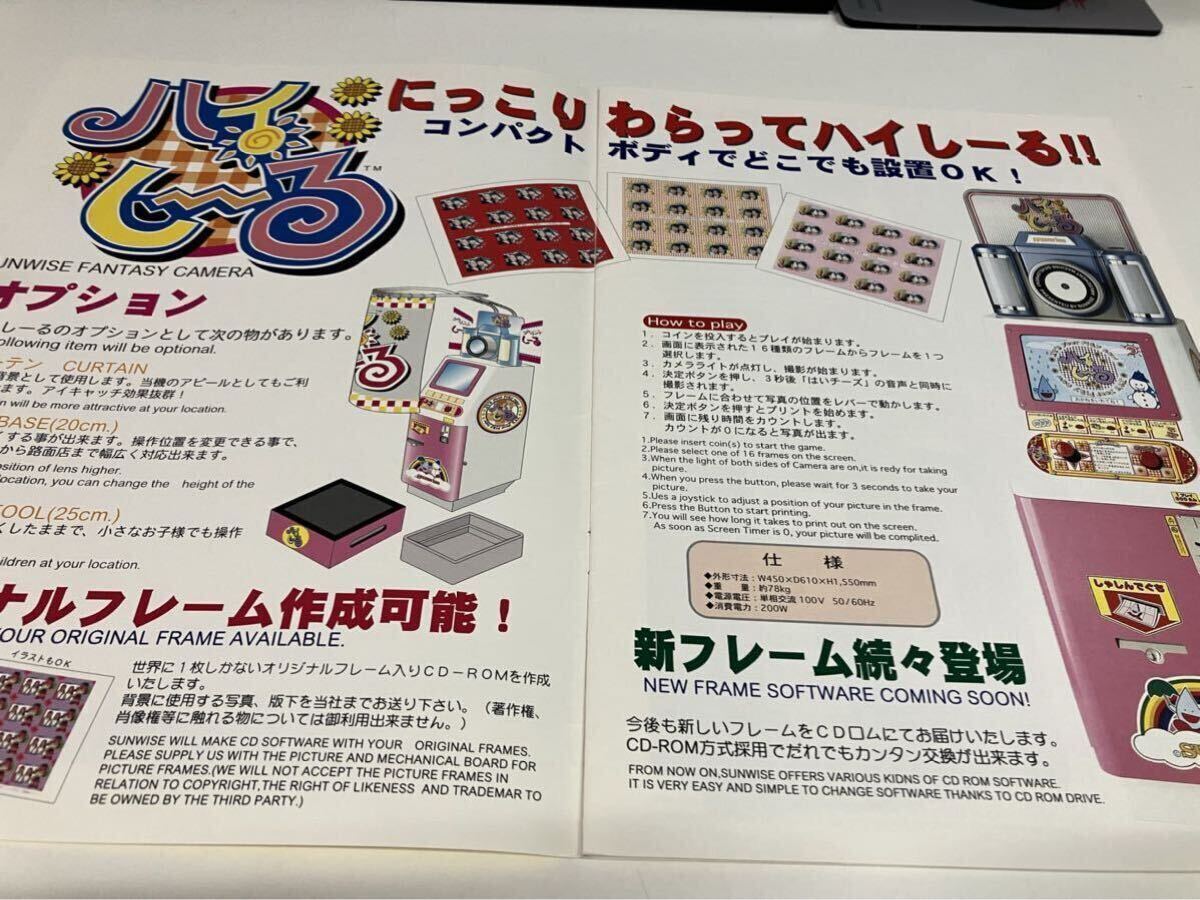 ハイしーる
TM
SUNWISE FANTASY CAMERA
にっこりわらってハイしーる!!
コンパクトボディでどこでも設置OK!
オプション
しーるのオプションとして次の物があります。
ollowing item will be optional.
ーテン CURTAIN
背景として使用します。当機のアピールとしてもご利
ます。アイキャッチ効果抜群!
n will be more attractive at your location.
BASE(20cm.)
する事が出来ます。操作位置を変更できる事で、
から路面店まで幅広く対応出来ます。
osition of lens higher.
location, you can change the height of the
TOOL(25cm.)
くしたままで、小さなお子様でも操作
hildren at your location.
ナルフレーム作成可能!
YOUR ORIGINAL FRAME AVAILABLE.
イラストもOK
世界に1枚しかないオリジナルフレーム入りCD-ROMを作成
いたします。
背景に使用する写真、版下を当社までお送り下さい。(著作権、
肖像権等に触れる物については御利用出来ません。)
SUNWISE WILL MAKE CD SOFTWARE WITH YOUR ORIGINAL FRAMES.
PLEASE SUPPLY US WITH THE PICTURE AND MECHANICAL BOARD FOR
PICTURE FRAMES.(WE WILL NOT ACCEPT THE PICTURE FRAMES IN
RELATION TO COPYRIGHT,THE RIGHT OF LIKENESS AND TRADEMAR TO
BE OWNED BY THE THIRD PARTY.)
How to play
1. コインを投入するとプレイが始まります。
2. 画面に表示された16種類のフレームからフレームを1つ
選択します。
3. カメラライトが点灯し、撮影が始まります。
4. 決定ボタンを押し、3秒後「はいチーズ」の音声と同時に
撮影されます。
5. フレームに合わせて写真の位置をレバーで動かします。
6. 決定ボタンを押すとプリントを始めます。
7. 画面に残り時間をカウントします。
カウントが0になると写真が出ます。
1.Please insert coin(s) to start the game.
2.Please select one of 16 frames on the screen.
3.When the light of both sides of Camera are on,it is redy for taking
picture.
4.When you press the button, please wait for 3 seconds to take your
picture.
5.Ues a joystick to adjust a position of your picture in the frame.
6.Press the Button to start printing.
7.You will see how long it takes to print out on the screen.
As soon as Screen Timer is 0, your picture will be complited.
仕様
◆外形寸法:W450×D610×H1,550mm
◆重 量:約78kg
◆電源電圧:単相交流100V 50/60Hz
◆消費電力:200W
新フレーム続々登場
NEW FRAME SOFTWARE COMING SOON!
今後も新しいフレームをCDロムにてお届けいたします。
CD-ROM方式採用でだれでもカンタン交換が出来ます。
FROM NOW ON,SUNWISE OFFERS VARIOUS KIDNS OF CD ROM SOFTWARE.
IT IS VERY EASY AND SIMPLE TO CHANGE SOFTWARE THANKS TO CD ROM DRIVE.
ハイしーる
ハイしーる
しゃしんでぐち